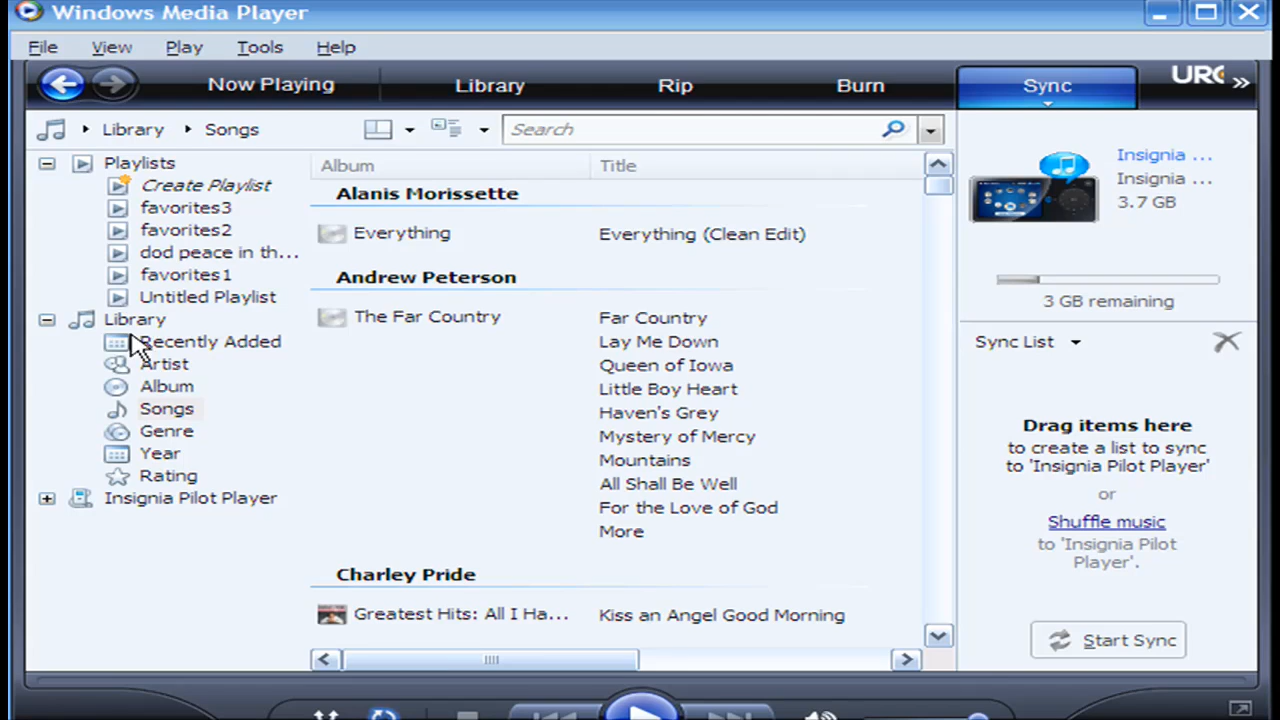 Windows Media Player
File View Play Tools Help
Now Playing Library Rip Burn Sync URG »
Library Songs Search
Playlists
Create Playlist
favorites3
favorites2
dod peace in th...
favorites1
Untitled Playlist
Library
Recently Added
Artist
Album
Songs
Genre
Year
Rating
Insignia Pilot Player
Album Title
Alanis Morissette
Everything Everything (Clean Edit)
Andrew Peterson
The Far Country Far Country
Lay Me Down
Queen of Iowa
Little Boy Heart
Haven's Grey
Mystery of Mercy
Mountains
All Shall Be Well
For the Love of God
More
Charley Pride
Greatest Hits: All I Ha... Kiss an Angel Good Morning
Insignia ...
Insignia ...
3.7 GB
3 GB remaining
Sync List
Drag items here
to create a list to sync
to 'Insignia Pilot Player'
or
Shuffle music
to 'Insignia Pilot
Player'.
Start Sync